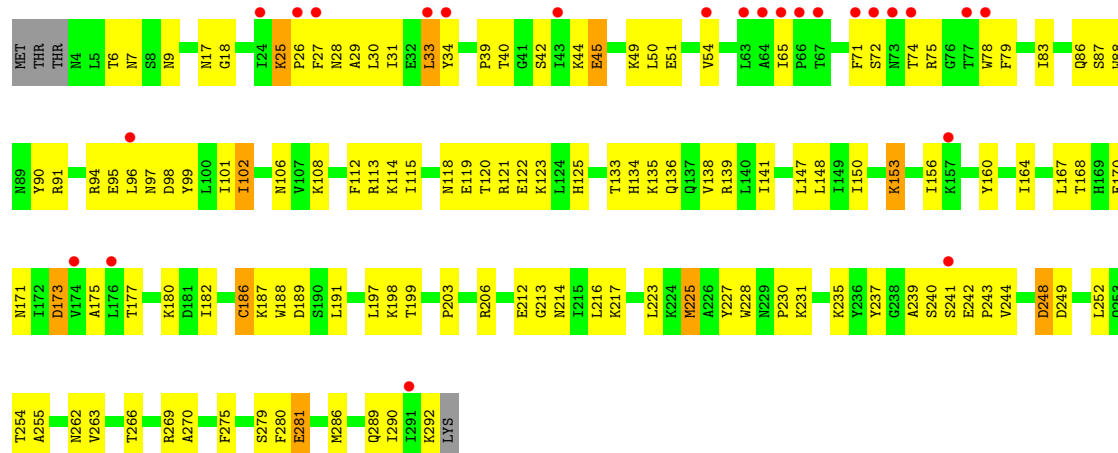 MET THR THR N4 L5 T6 N7 S8 N9 N17 G18 I24 K25 P26 F27 N28 A29 L30 I31 E32 L33 Y34 P39 T40 G41 S42 I43 K44 E45 K49 L50 E51 V54 L63 A64 I65 P66 T67 F71 S72 N73 T74 R75 G76 T77 W78 F79 I83 Q86 S87 W88
N89 Y90 R91 R94 E95 L96 N97 D98 Y99 L100 I101 I102 N106 V107 K108 F112 R113 K114 I115 N118 E119 T120 R121 E122 K123 L124 H125 T133 H134 K135 Q136 Q137 V138 R139 L140 I141 L147 L148 I149 I150 K153 I156 K157 Y160 I164 L167 T168 H169 E170
N171 I172 D173 V174 A175 L176 T177 K180 D181 I182 C186 K187 W188 D189 S190 L191 L197 K198 T199 P203 R206 E212 G213 N214 I215 L216 K217 L223 K224 M225 A226 Y227 W228 N229 P230 K231 K235 Y236 Y237 G238 A239 S240 S241 E242 P243 V244 D248 D249 L252
T254 A255 N262 V263 T266 R269 A270 F275 S279 F280 E281 M286 Q289 I290 I291 K292 LYS